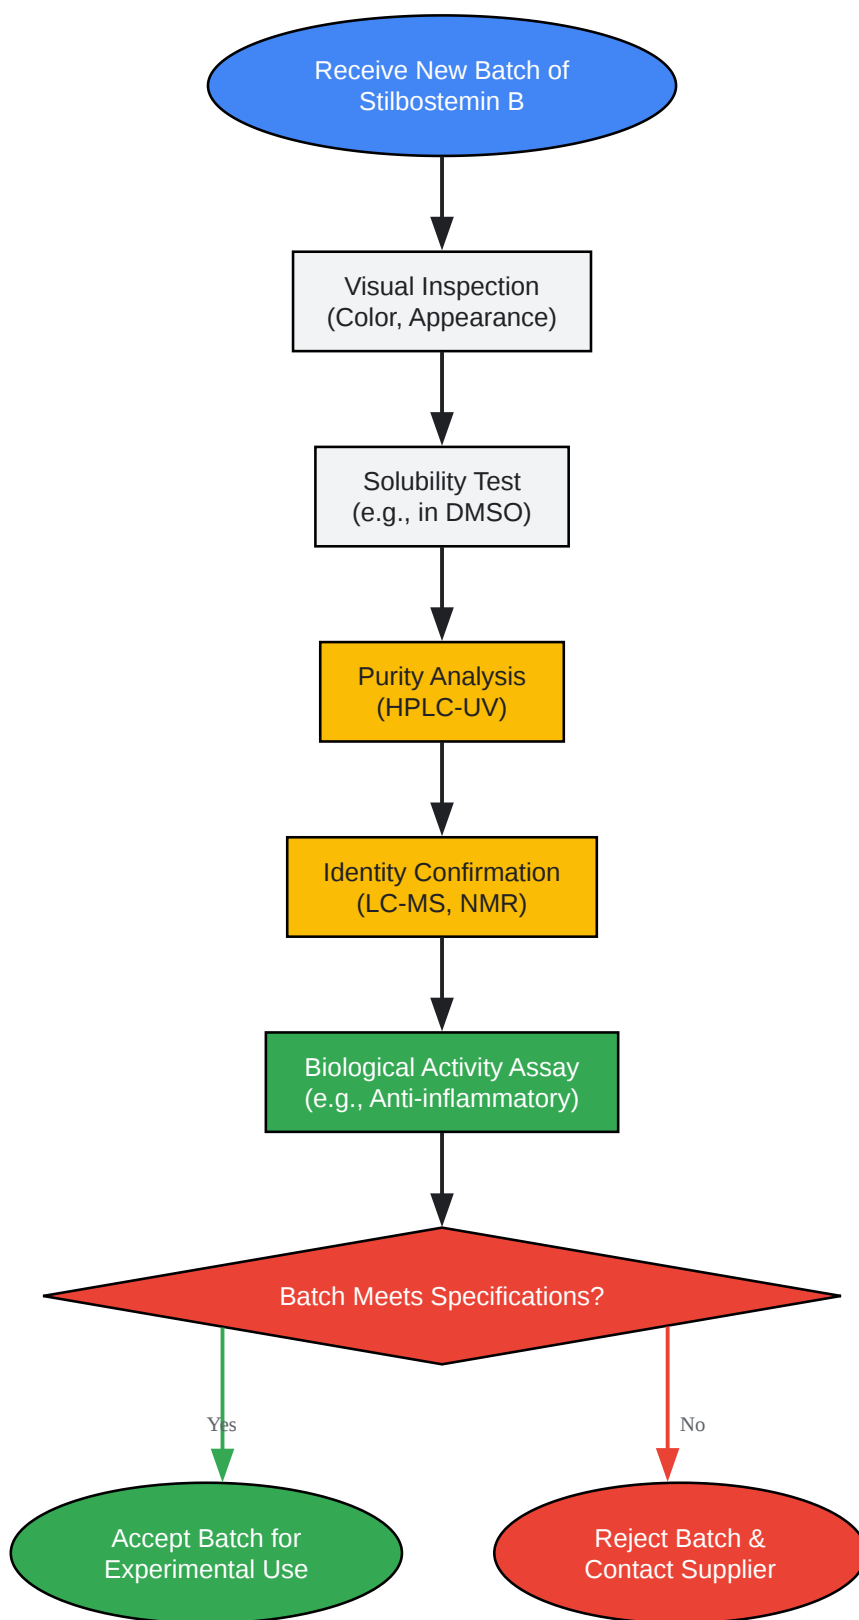 Receive New Batch of
Stilbostemin B
Visual Inspection
(Color, Appearance)
Solubility Test
(e.g., in DMSO)
Purity Analysis
(HPLC-UV)
Identity Confirmation
(LC-MS, NMR)
Biological Activity Assay
(e.g., Anti-inflammatory)
Batch Meets Specifications?
Yes
No
Accept Batch for
Experimental Use
Reject Batch &
Contact Supplier